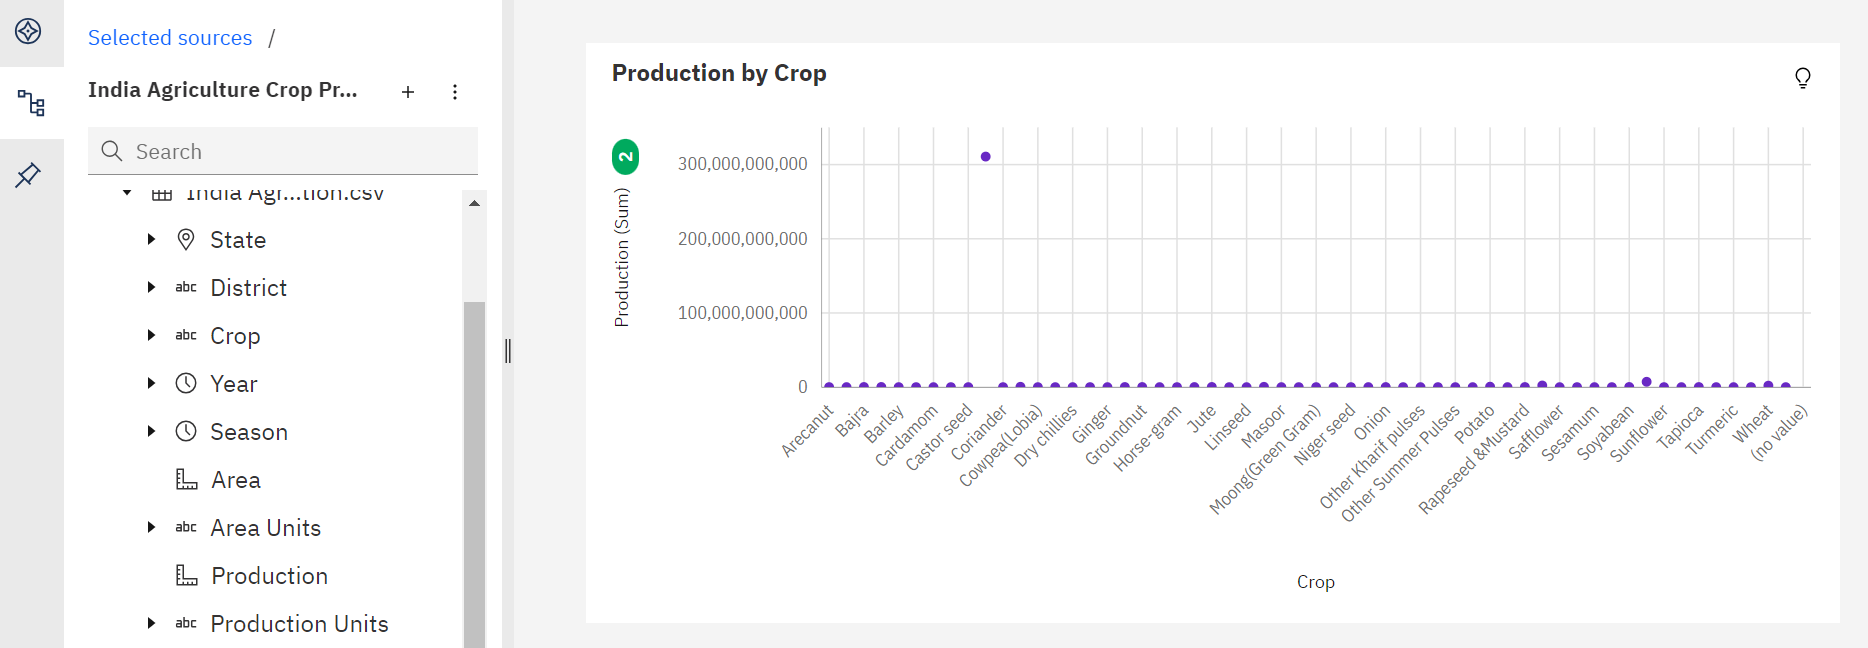 Selected sources /
India Agriculture Crop Pr...
Search
India Agr...tion.csv
State
abc District
abc Crop
Year
Season
Area
abc Area Units
Production
abc Production Units
Production by Crop
2
Production (Sum)
300,000,000,000
200,000,000,000
100,000,000,000
0
Arecanut
Bajra
Barley
Cardamom
Castor seed
Coriander
Cowpea(Lobia)
Dry chillies
Ginger
Groundnut
Horse-gram
Jute
Linseed
Masoor
Moong(Green Gram)
Niger seed
Onion
Other Kharif pulses
Other Summer Pulses
Potato
Rapeseed &Mustard
Safflower
Sesamum
Soyabean
Sunflower
Tapioca
Turmeric
Wheat
(no value)
Crop